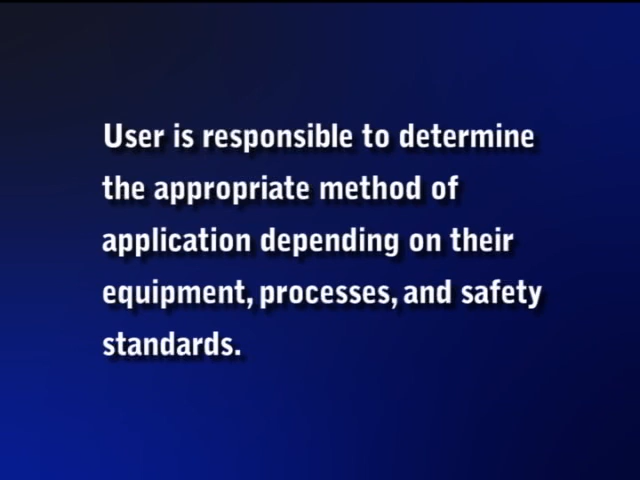 User is responsible to determine
the appropriate method of
application depending on their
equipment, processes, and safety
standards.